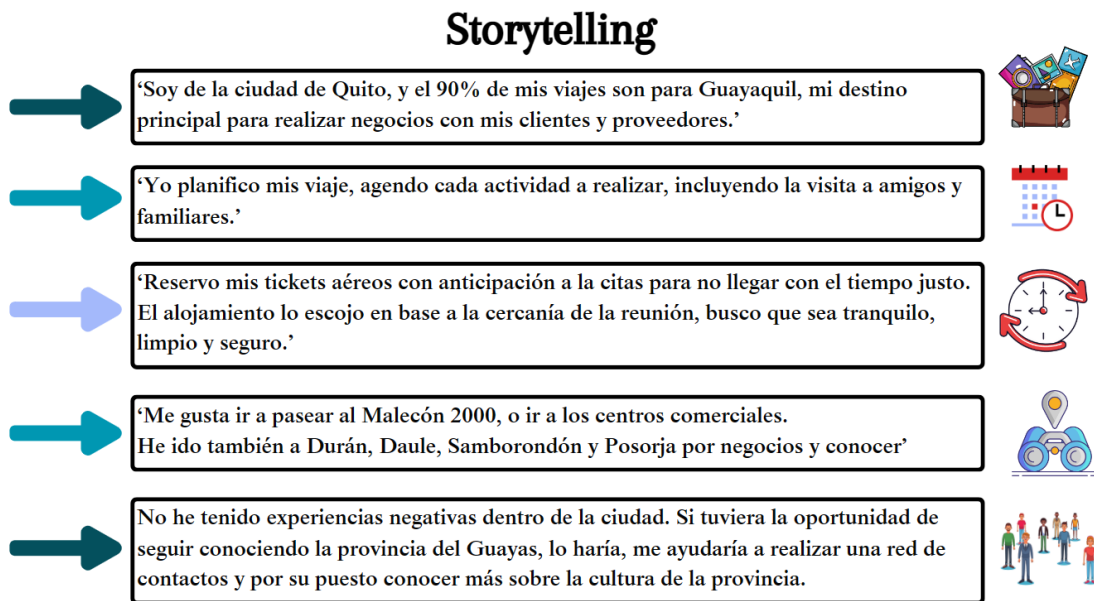 Storytelling
‘Soy de la ciudad de Quito, y el 90% de mis viajes son para Guayaquil, mi destino
principal para realizar negocios con mis clientes y proveedores.’
‘Yo planifico mis viaje, agendo cada actividad a realizar, incluyendo la visita a amigos y
familiares.’
‘Reservo mis tickets aéreos con anticipación a la citas para no llegar con el tiempo justo.
El alojamiento lo escojo en base a la cercanía de la reunión, busco que sea tranquilo,
limpio y seguro.’
‘Me gusta ir a pasear al Malecón 2000, o ir a los centros comerciales.
He ido también a Durán, Daule, Samborondón y Posorja por negocios y conocer’
No he tenido experiencias negativas dentro de la ciudad. Si tuviera la oportunidad de
seguir conociendo la provincia del Guayas, lo haría, me ayudaría a realizar una red de
contactos y por su puesto conocer más sobre la cultura de la provincia.